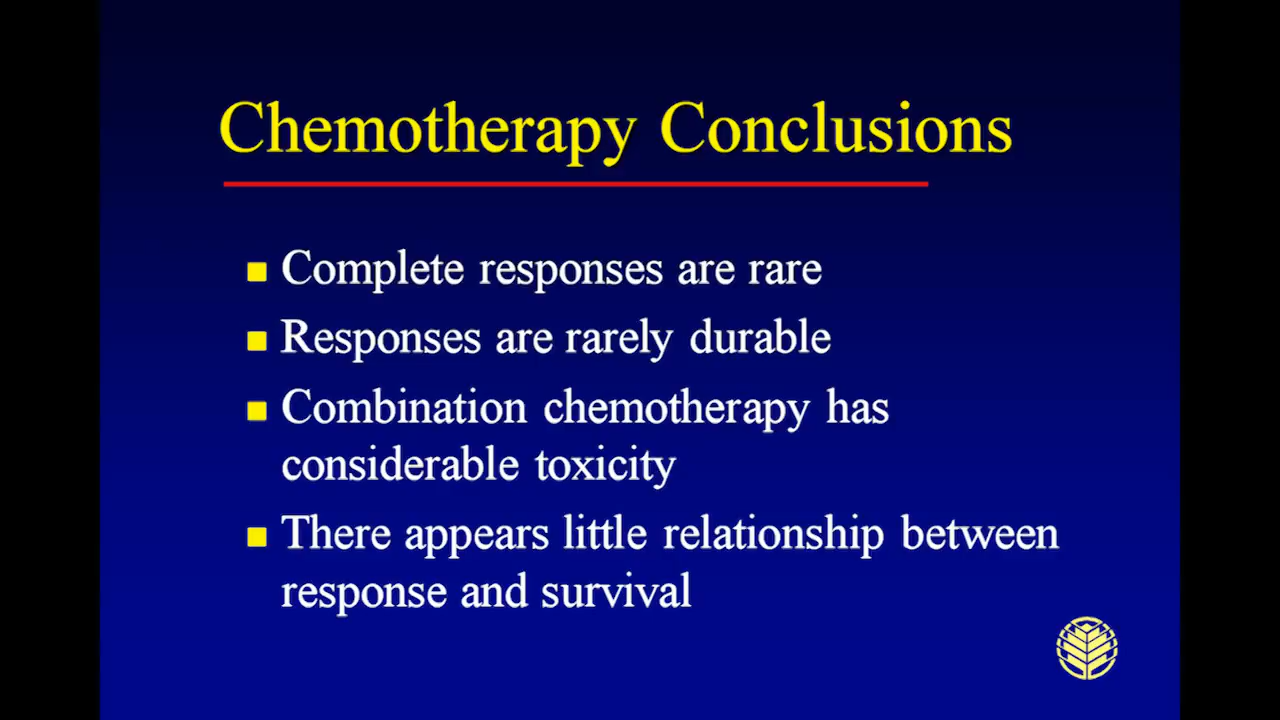 Chemotherapy Conclusions
Complete responses are rare
Responses are rarely durable
Combination chemotherapy has
considerable toxicity
There appears little relationship between
response and survival